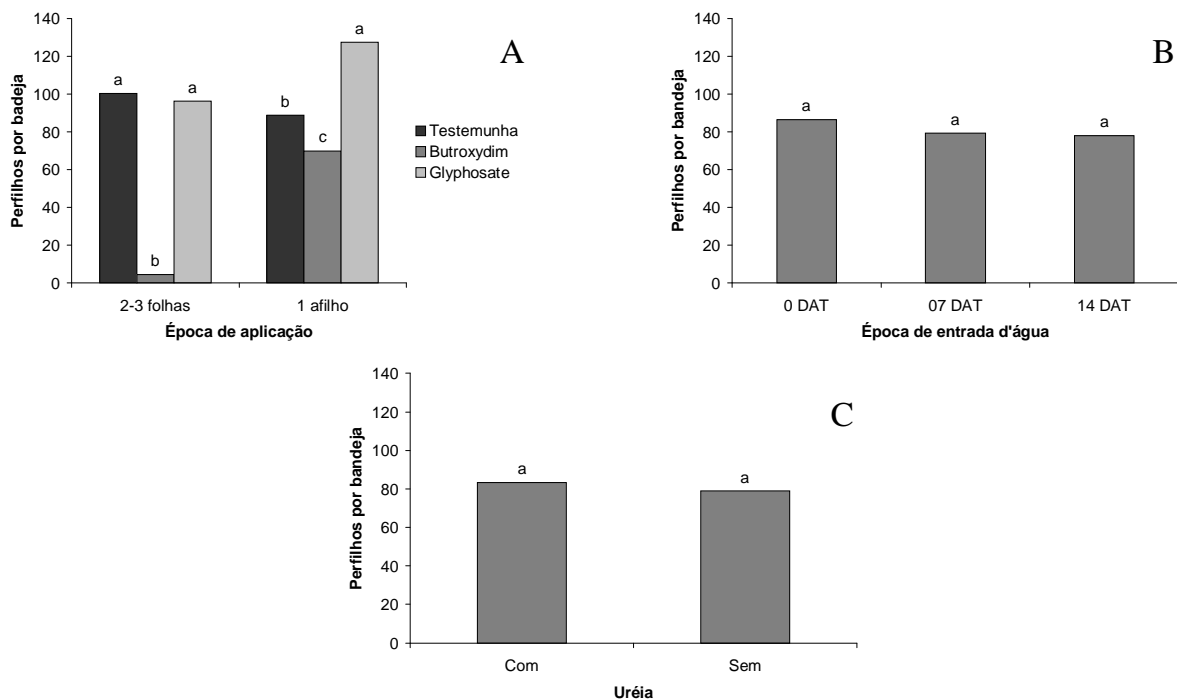 A
Perfilhos por badeja
140
120
100
80
60
40
20
0
a
b
a
b
c
a
2-3 folhas
1 afilho
Época de aplicação
Testemunha
Butroxydim
Glyphosate
B
Perfilhos por bandeja
140
120
100
80
60
40
20
0
a
a
a
0 DAT
07 DAT
14 DAT
Época de entrada d'água
C
Perfilhos por bandeja
140
120
100
80
60
40
20
0
a
a
Com
Sem
Uréia